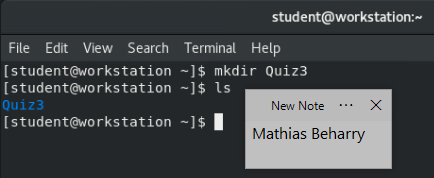 student@workstation:~
File Edit View Search Terminal Help
[student@workstation ~]$ mkdir Quiz3
[student@workstation ~]$ ls
Quiz3
[student@workstation ~]$
New Note ... ×
Mathias Beharry